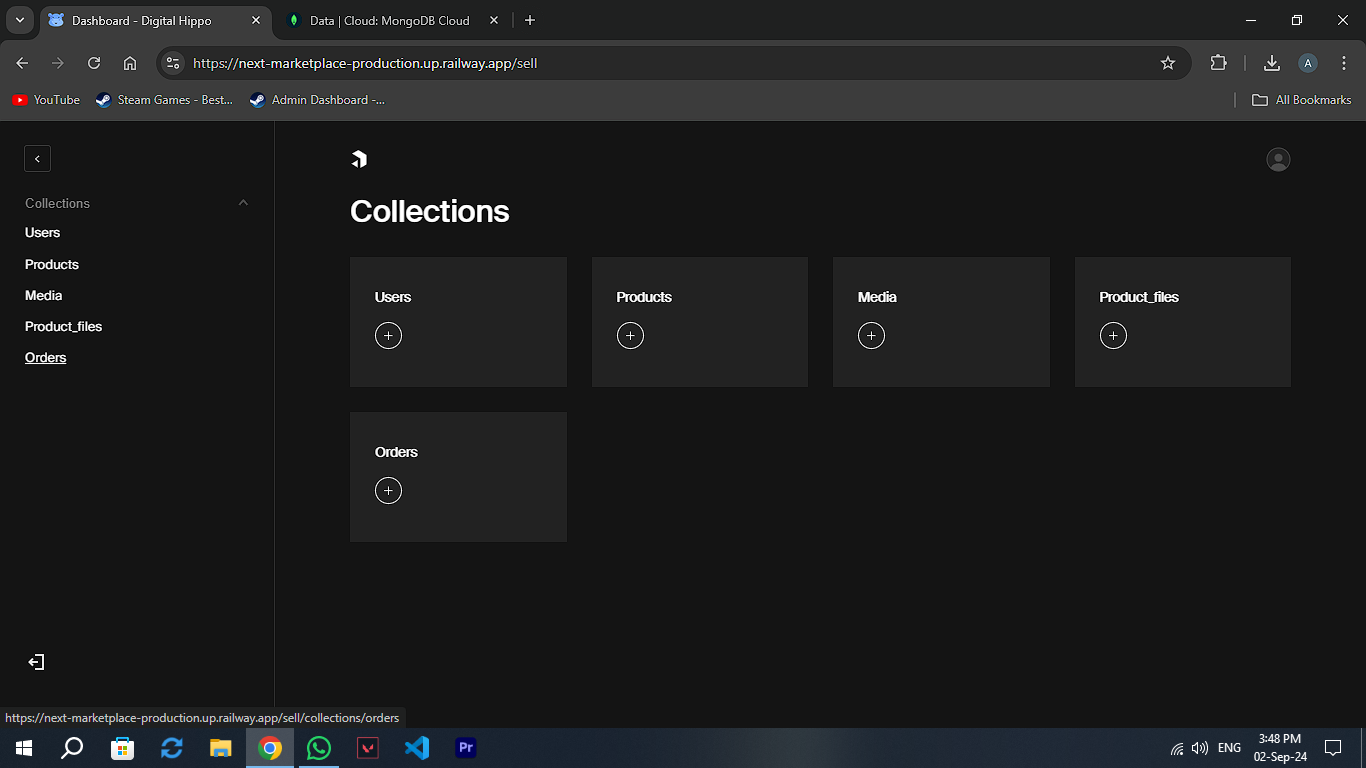 Dashboard - Digital Hippo
Data | Cloud: MongoDB Cloud
https://next-marketplace-production.up.railway.app/sell
A
YouTube
Steam Games - Best...
Admin Dashboard -...
All Bookmarks
Collections
Users
Products
Media
Product_files
Orders
Collections
Users
Products
Media
Product_files
Orders
https://next-marketplace-production.up.railway.app/sell/collections/orders
Pr
ENG
3:48 PM
02-Sep-24